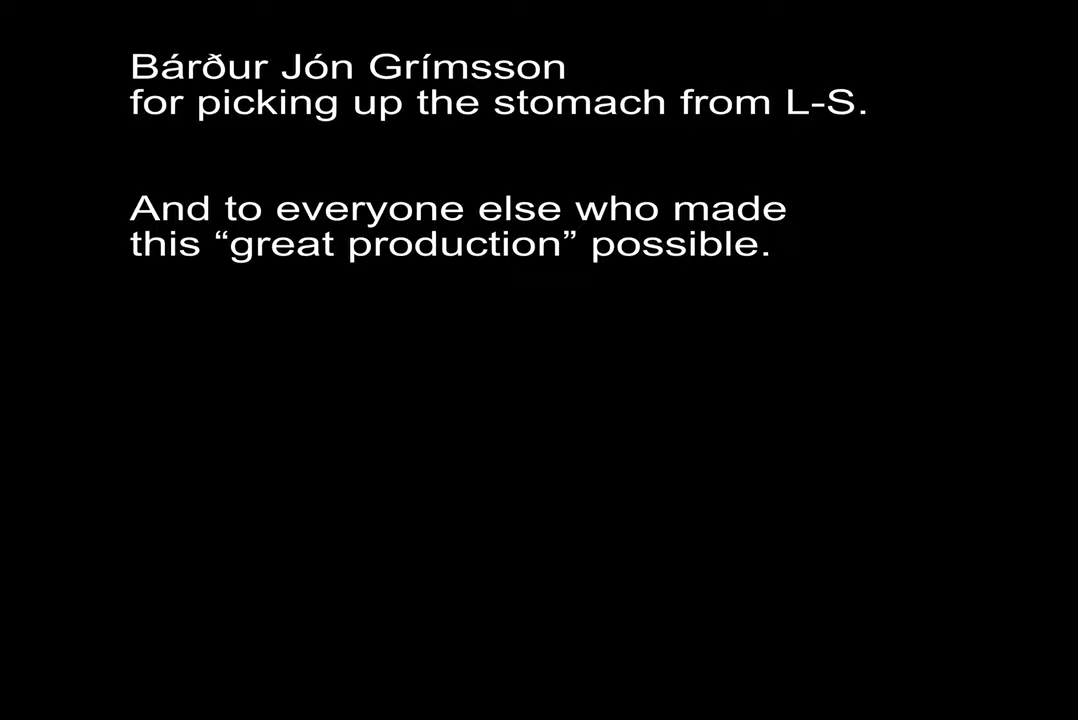 Bárður Jón Grímsson
for picking up the stomach from L-S.
And to everyone else who made
this “great production” possible.